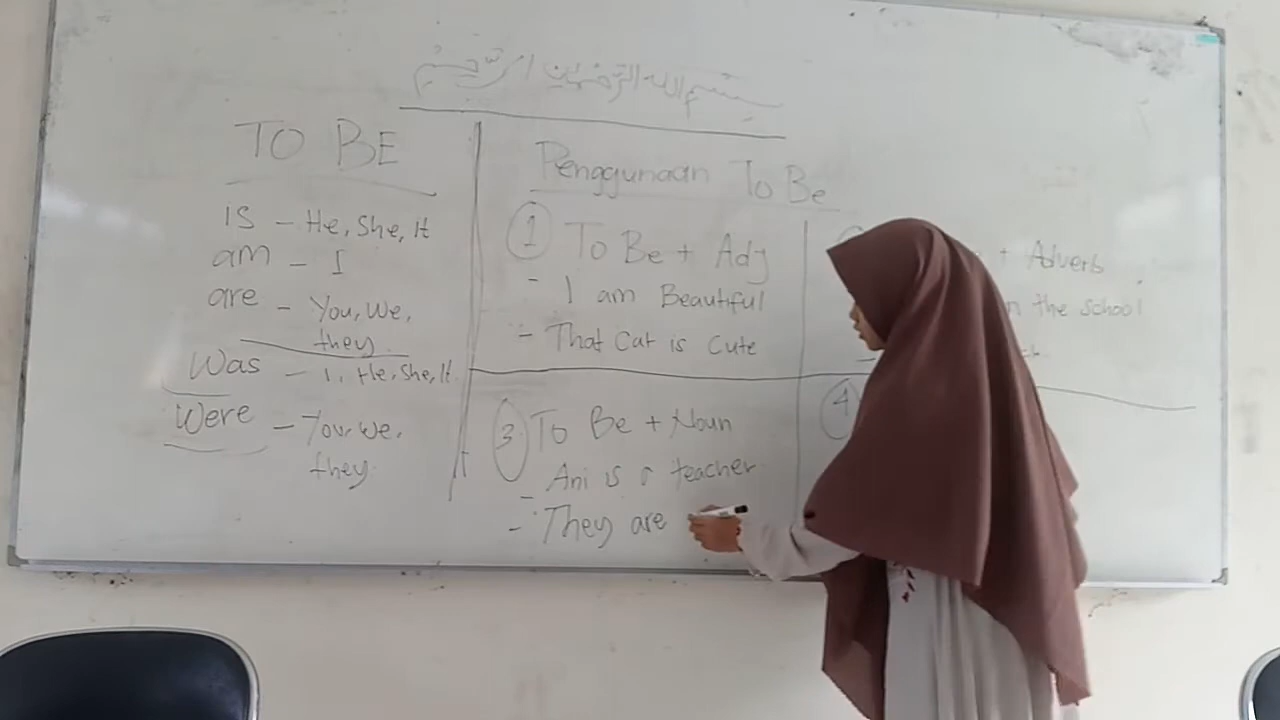 بسم الله الرحمن الرحيم
TO BE
is - He, She, It
am - I
are - You, We,
they
Was - I, He, She, It
Were - You, We,
they
Penggunaan To Be
1 To Be + Adj
- I am Beautiful
- That Cat is Cute
+ Adverb
the school
3 To Be + Noun
- Ani is a teacher
- They are
4